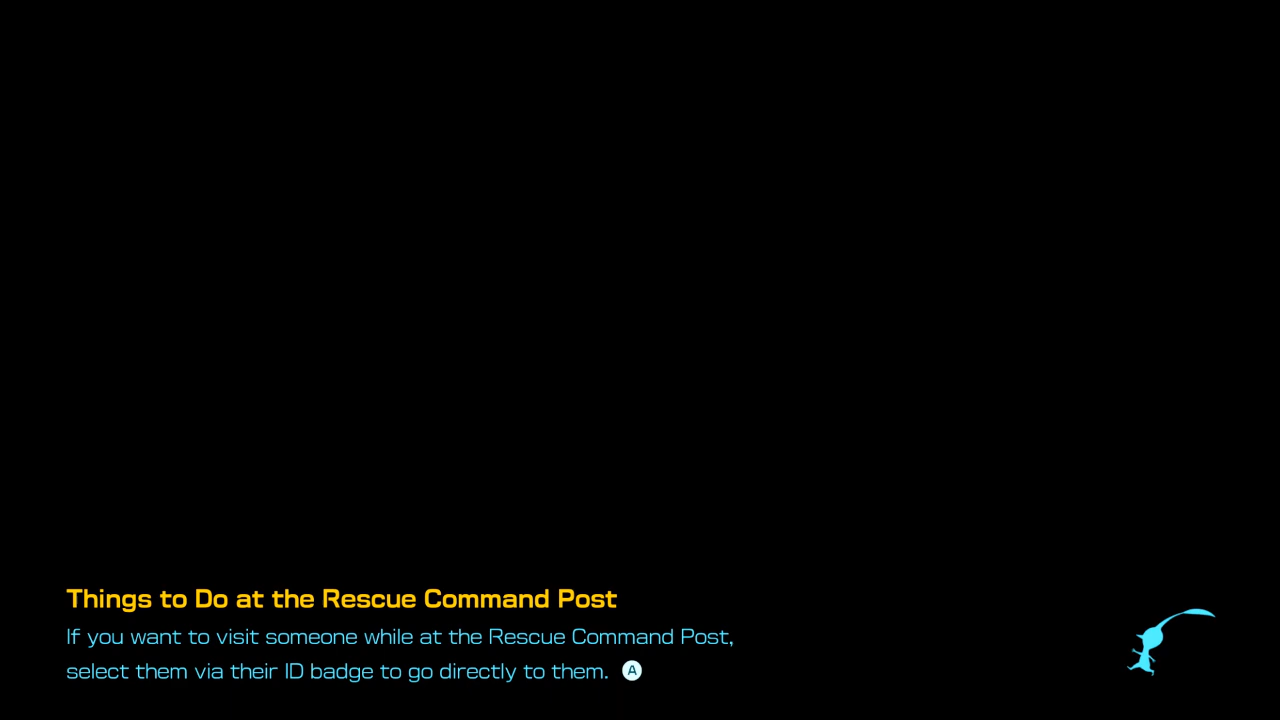 Things to Do at the Rescue Command Post
If you want to visit someone while at the Rescue Command Post,
select them via their ID badge to go directly to them. A